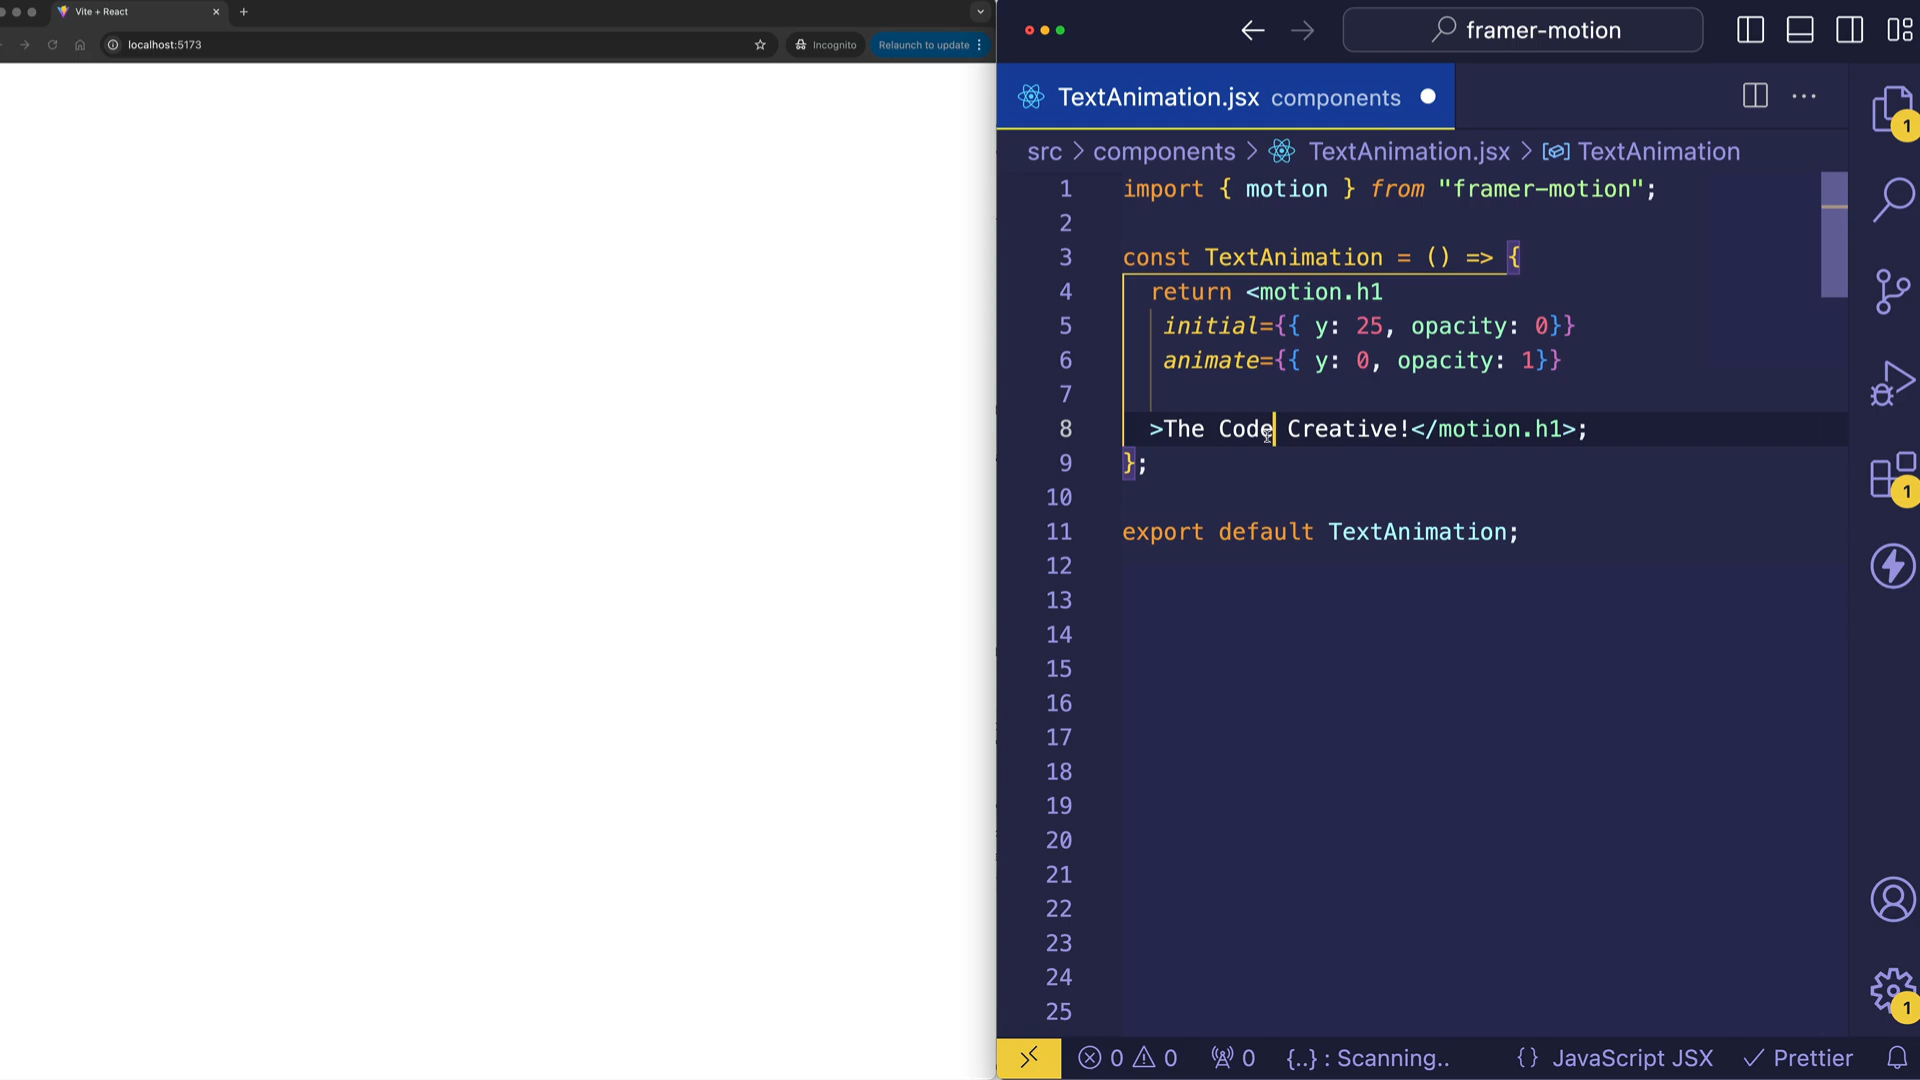 Vite + React
localhost:5173
Incognito
Relaunch to update
framer-motion
TextAnimation.jsx components
src > components > TextAnimation.jsx > TextAnimation
1 import { motion } from "framer-motion";
2
3 const TextAnimation = () => {
4 return <motion.h1
5 initial={{ y: 25, opacity: 0}}
6 animate={{ y: 0, opacity: 1}}
7
8 >The Code Creative!</motion.h1>;
9 };
10
11 export default TextAnimation;
12
13
14
15
16
17
18
19
20
21
22
23
24
25
1
1
1
0 0 0 {..} : Scanning.. {} JavaScript JSX ✓ Prettier